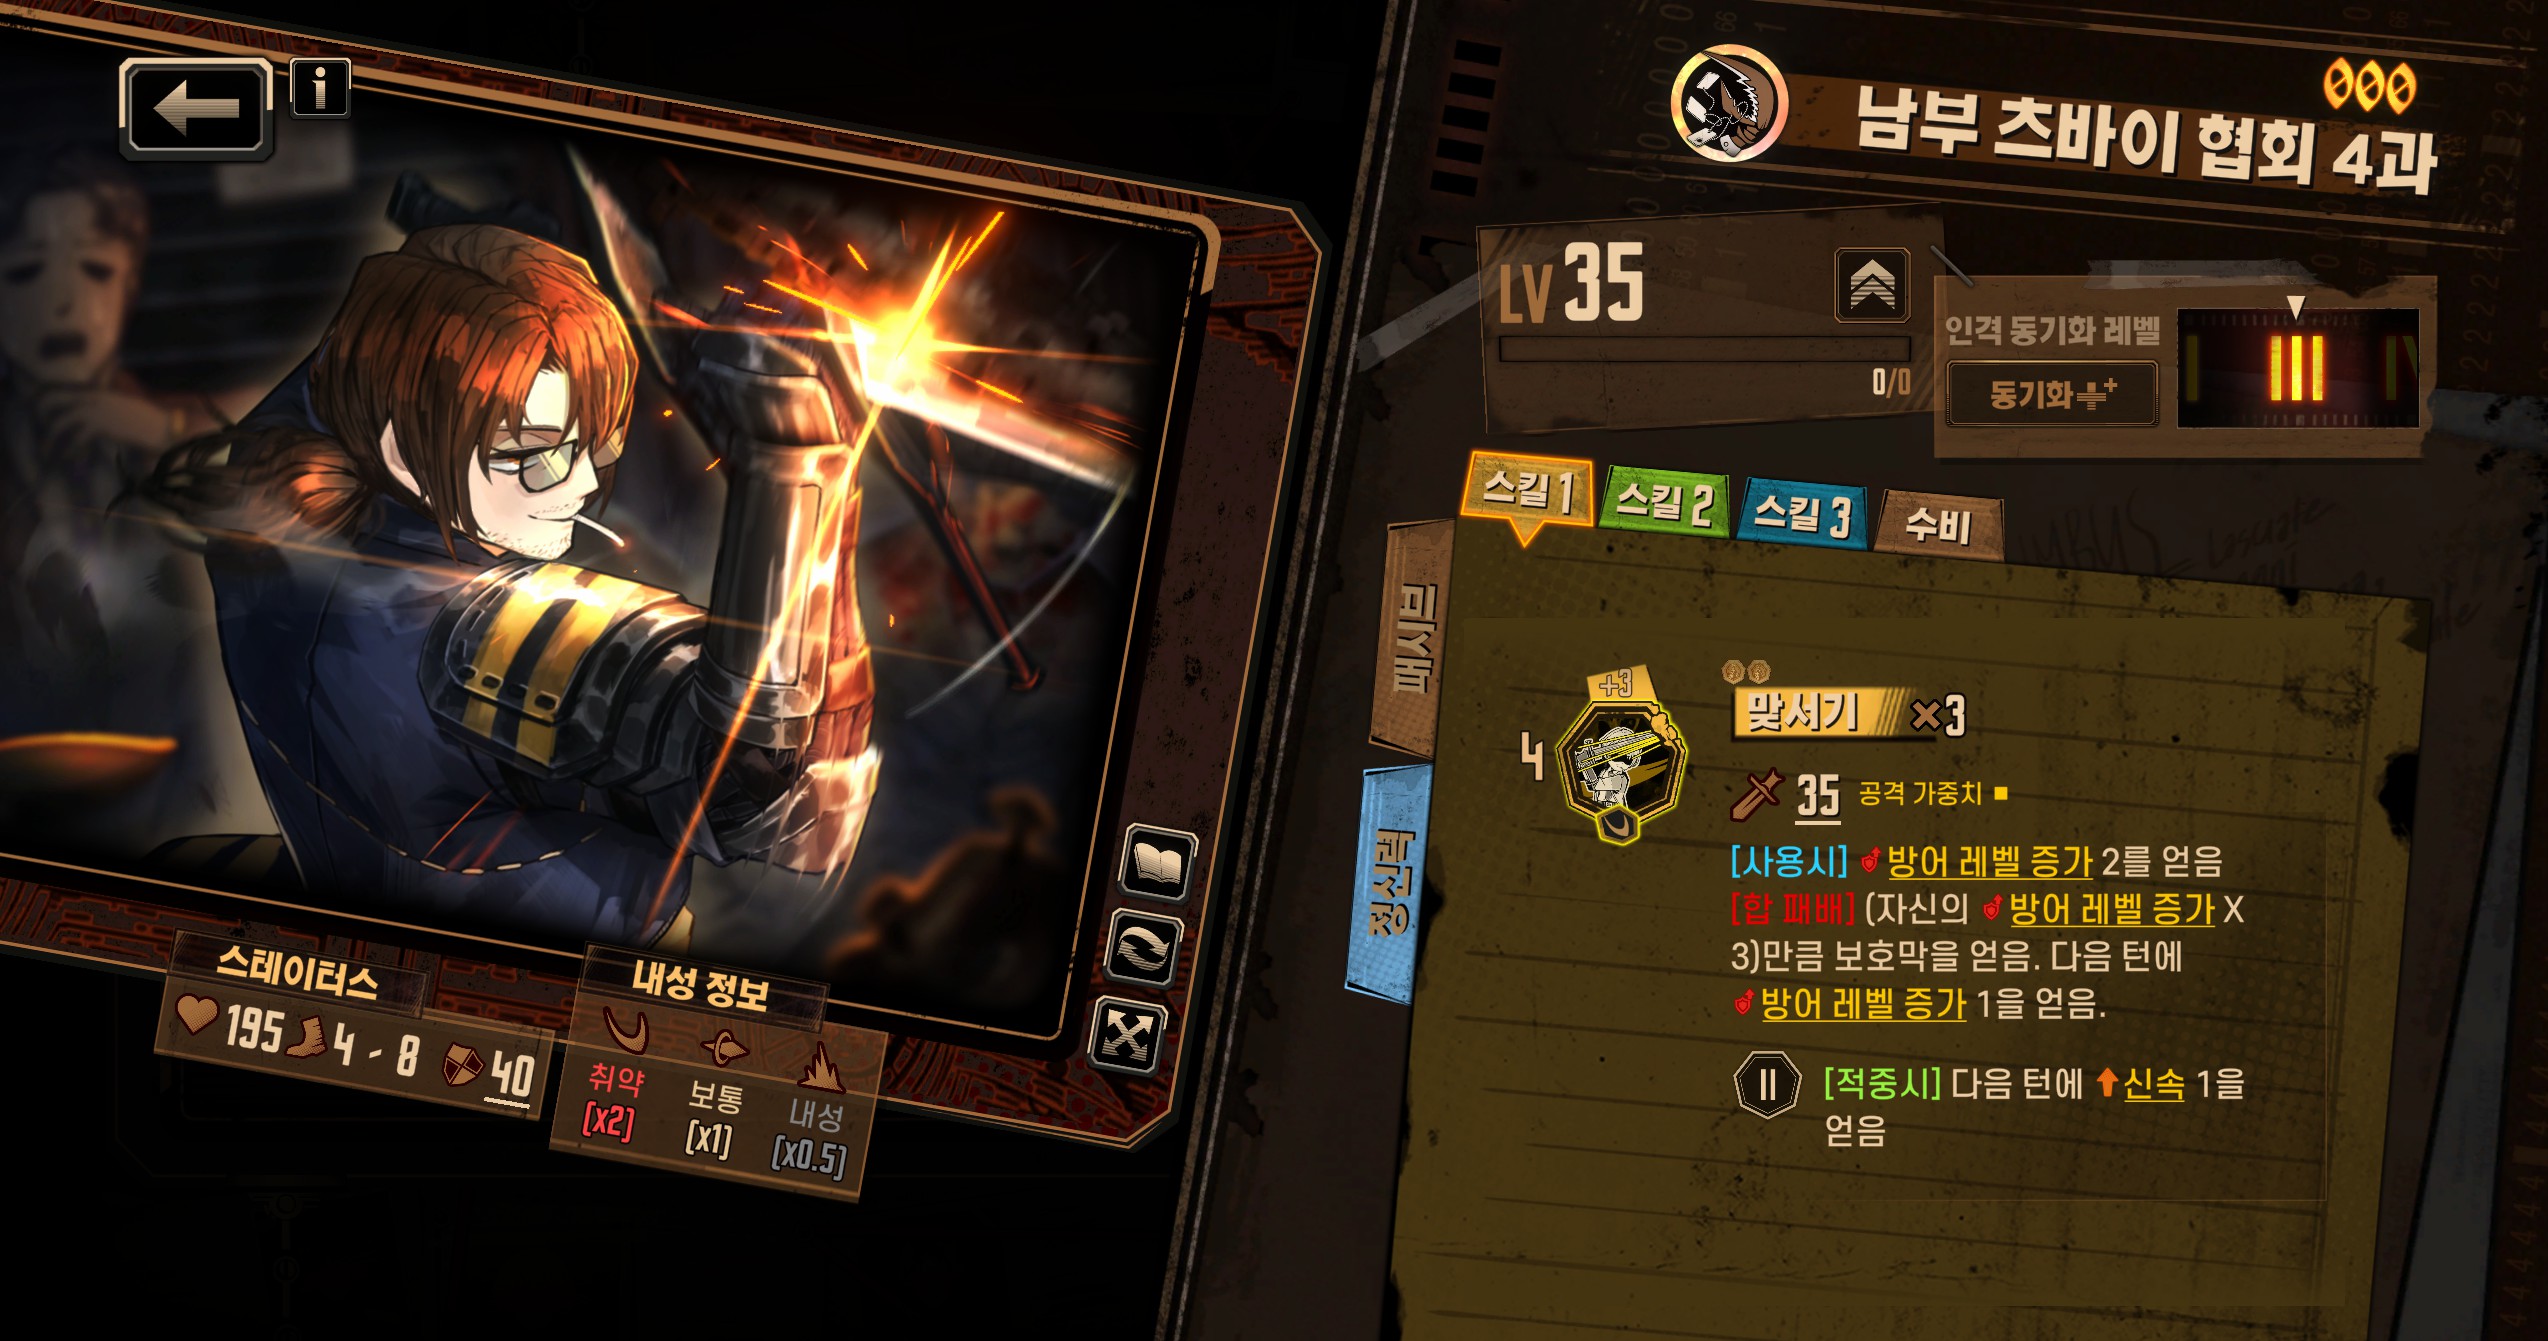 남부 츠바이 협회 4과
LV 35
0/0
인격 동기화 레벨
동기화
스킬 1
스킬 2
스킬 3
수비
패시브
정신력
+3
4
맞서기 ×3
35 공격 가중치
[사용시] 방어 레벨 증가 2를 얻음
[합 패배] (자신의 방어 레벨 증가 X
3)만큼 보호막을 얻음. 다음 턴에
방어 레벨 증가 1을 얻음.
[적중시] 다음 턴에 신속 1을
얻음
스테이터스
195 4 - 8 40
내성 정보
취약 보통 내성
[x2] [x1] [x0.5]